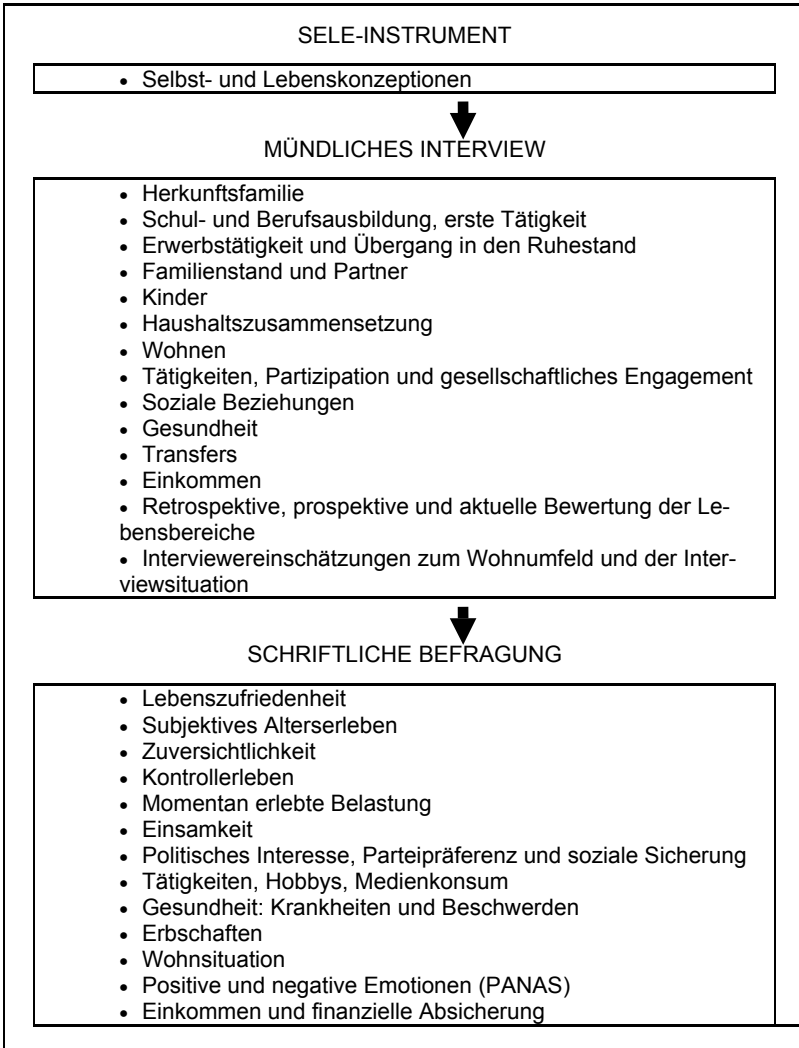 SELE-INSTRUMENT
• Selbst- und Lebenskonzeptionen
MÜNDLICHES INTERVIEW
• Herkunftsfamilie
• Schul- und Berufsausbildung, erste Tätigkeit
• Erwerbstätigkeit und Übergang in den Ruhestand
• Familienstand und Partner
• Kinder
• Haushaltszusammensetzung
• Wohnen
• Tätigkeiten, Partizipation und gesellschaftliches Engagement
• Soziale Beziehungen
• Gesundheit
• Transfers
• Einkommen
• Retrospektive, prospektive und aktuelle Bewertung der Le-
bensbereiche
• Interviewereinschätzungen zum Wohnumfeld und der Inter-
viewsituation
SCHRIFTLICHE BEFRAGUNG
• Lebenszufriedenheit
• Subjektives Alterserleben
• Zuversichtlichkeit
• Kontrollerleben
• Momentan erlebte Belastung
• Einsamkeit
• Politisches Interesse, Parteipräferenz und soziale Sicherung
• Tätigkeiten, Hobbys, Medienkonsum
• Gesundheit: Krankheiten und Beschwerden
• Erbschaften
• Wohnsituation
• Positive und negative Emotionen (PANAS)
• Einkommen und finanzielle Absicherung